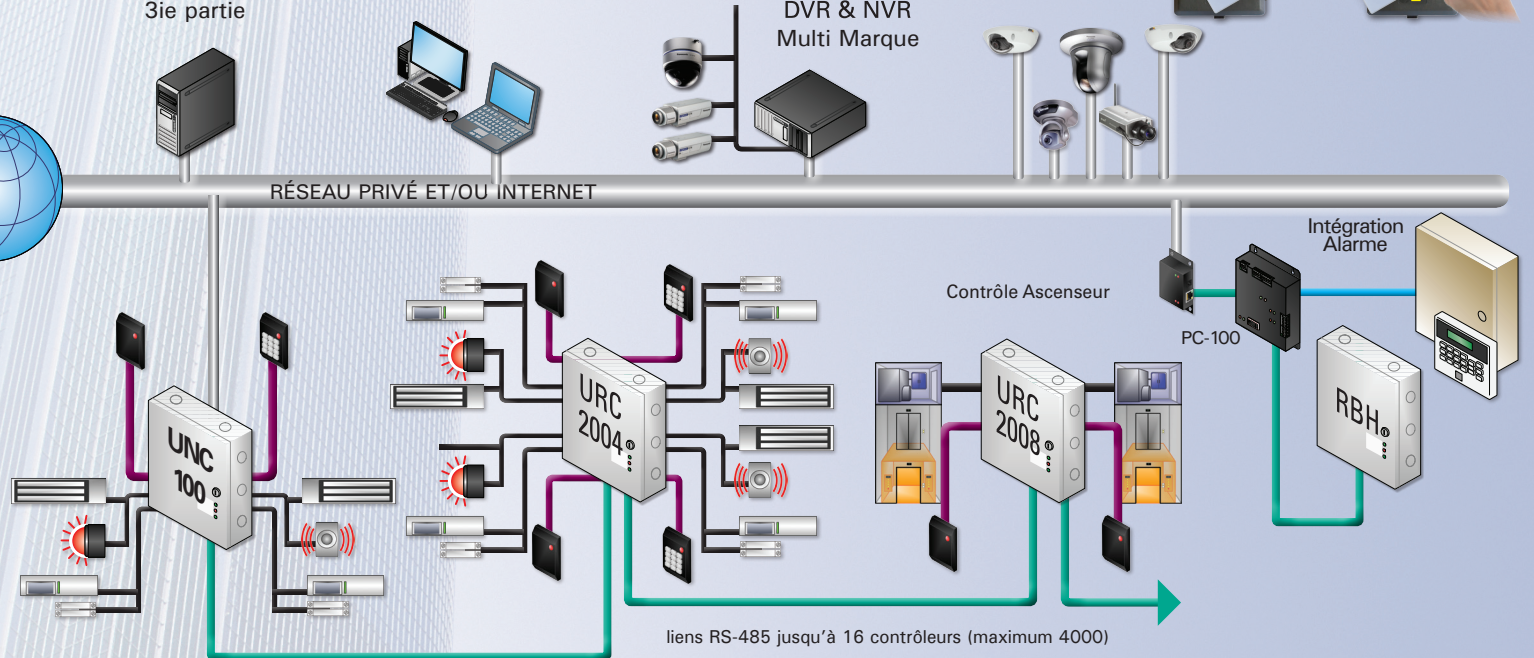 3ie partie
DVR & NVR
Multi Marque
RÉSEAU PRIVÉ ET/OU INTERNET
Intégration
Alarme
Contrôle Ascenseur
PC-100
UNC
100
URC
2004
URC
2008
RBH
liens RS-485 jusqu'à 16 contrôleurs (maximum 4000)